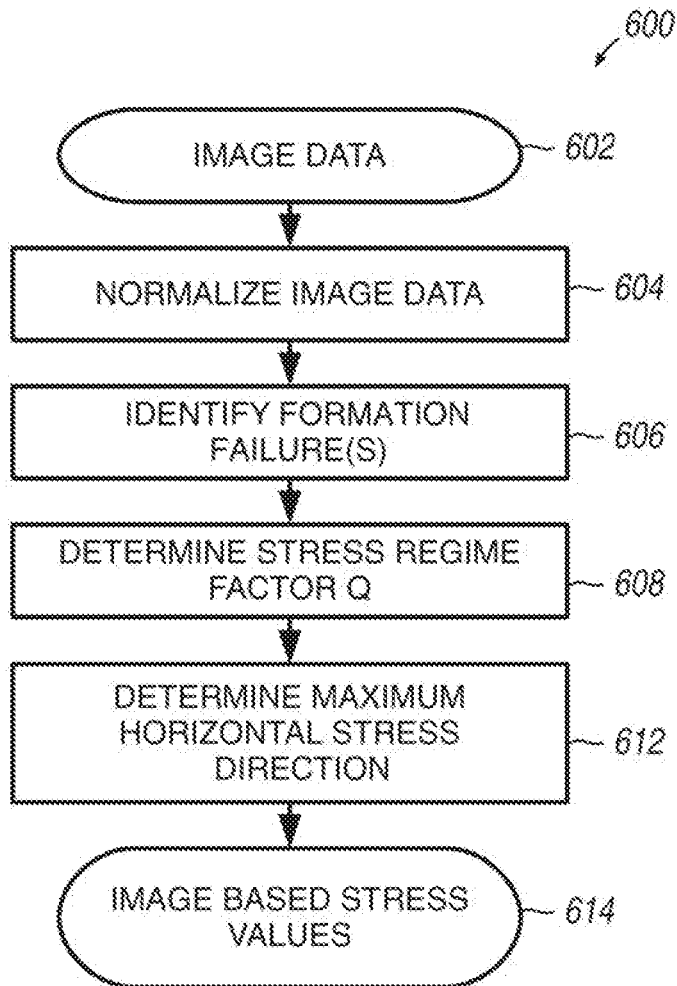 600
IMAGE DATA
602
NORMALIZE IMAGE DATA
604
IDENTIFY FORMATION
FAILURE(S)
606
DETERMINE STRESS REGIME
FACTOR Q
608
DETERMINE MAXIMUM
HORIZONTAL STRESS
DIRECTION
612
IMAGE BASED STRESS
VALUES
614